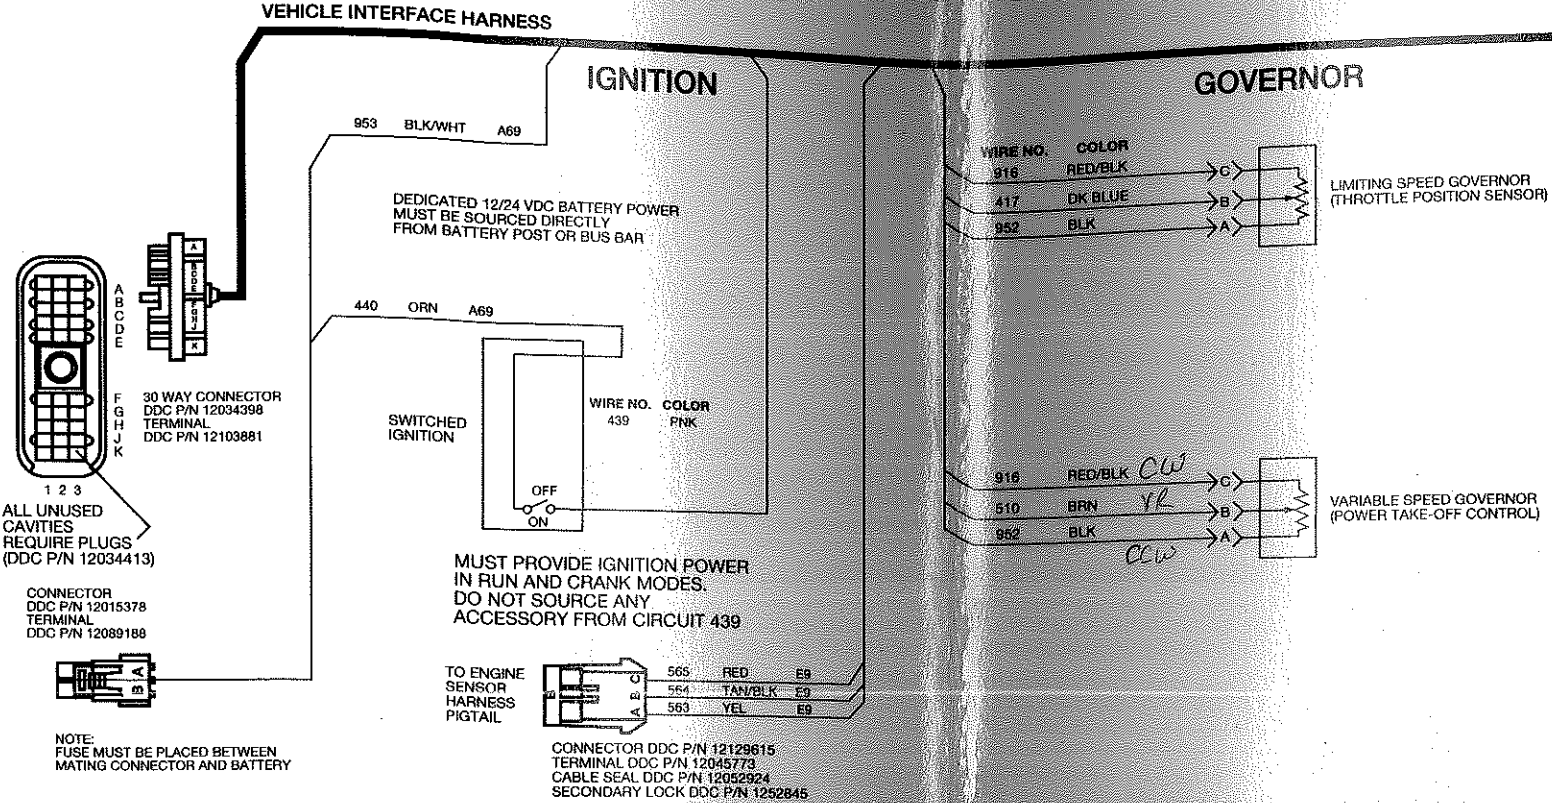 VEHICLE INTERFACE HARNESS
IGNITION
GOVERNOR
953 BLK/WHT A69
DEDICATED 12/24 VDC BATTERY POWER
MUST BE SOURCED DIRECTLY
FROM BATTERY POST OR BUS BAR
WIRE NO. COLOR
916 RED/BLK C
417 DK BLUE B
952 BLK A
LIMITING SPEED GOVERNOR
(THROTTLE POSITION SENSOR)
A
B
C
D
E
F
G
H
J
K
1 2 3
A
B
C
D
E
F
G
H
J
K
30 WAY CONNECTOR
DDC P/N 12034398
TERMINAL
DDC P/N 12103881
ALL UNUSED
CAVITIES
REQUIRE PLUGS
(DDC P/N 12034413)
440 ORN A69
SWITCHED
IGNITION
WIRE NO. COLOR
439 PNK
OFF
ON
MUST PROVIDE IGNITION POWER
IN RUN AND CRANK MODES.
DO NOT SOURCE ANY
ACCESSORY FROM CIRCUIT 439
916 RED/BLK CW C
510 BRN VR B
952 BLK A
CCW
VARIABLE SPEED GOVERNOR
(POWER TAKE-OFF CONTROL)
CONNECTOR
DDC P/N 12015378
TERMINAL
DDC P/N 12089188
A
B
NOTE:
FUSE MUST BE PLACED BETWEEN
MATING CONNECTOR AND BATTERY
TO ENGINE
SENSOR
HARNESS
PIGTAIL
C 565 RED E9
B 564 TAN/BLK E9
A 563 YEL E9
CONNECTOR DDC P/N 12129615
TERMINAL DDC P/N 12045773
CABLE SEAL DDC P/N 12052924
SECONDARY LOCK DDC P/N 1252845